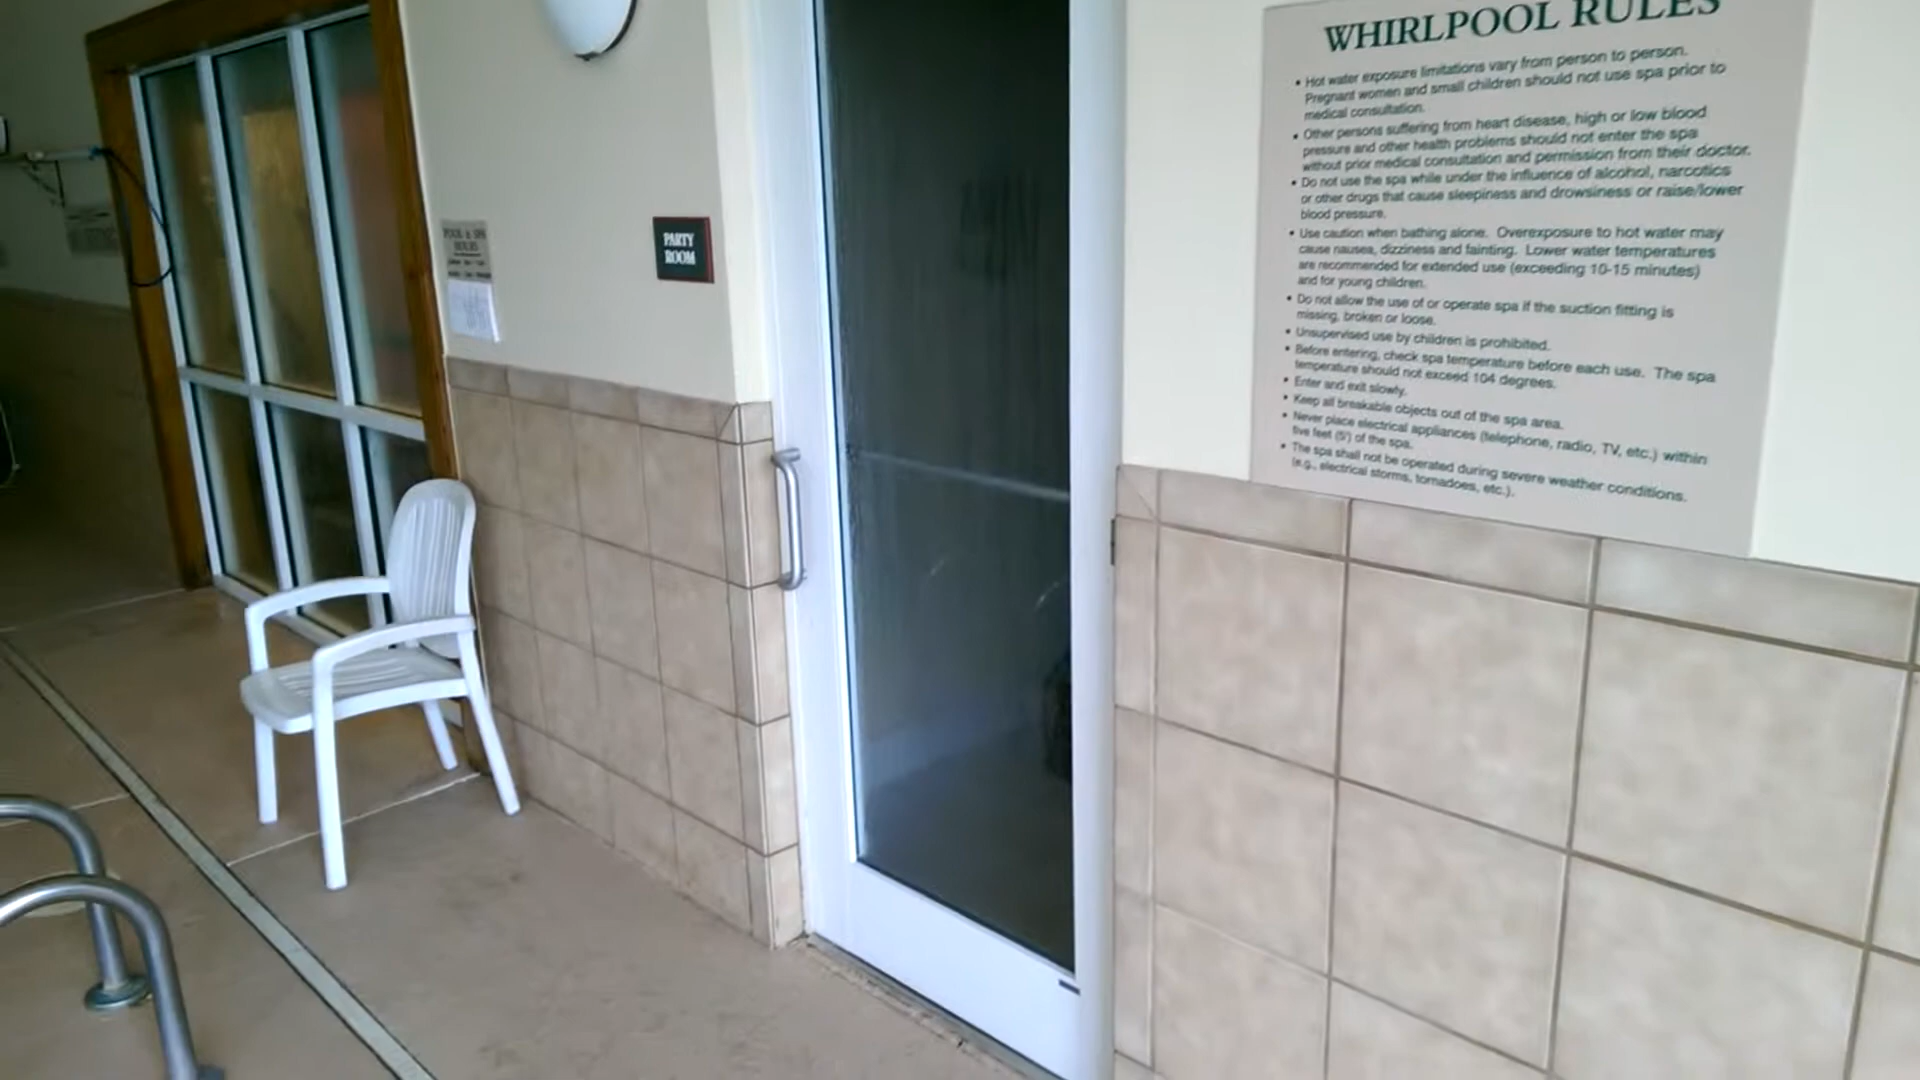 POOL & SPA
RULES
PARTY
ROOM
WHIRLPOOL RULES
• Hot water exposure limitations vary from person to person.
Pregnant women and small children should not use spa prior to
medical consultation.
• Other persons suffering from heart disease, high or low blood
pressure and other health problems should not enter the spa
without prior medical consultation and permission from their doctor.
• Do not use the spa while under the influence of alcohol, narcotics
or other drugs that cause sleepiness and drowsiness or raise/lower
blood pressure.
• Use caution when bathing alone. Overexposure to hot water may
cause nausea, dizziness and fainting. Lower water temperatures
are recommended for extended use (exceeding 10-15 minutes)
and for young children.
• Do not allow the use of or operate spa if the suction fitting is
missing, broken or loose.
• Unsupervised use by children is prohibited.
• Before entering, check spa temperature before each use. The spa
temperature should not exceed 104 degrees.
• Enter and exit slowly.
• Keep all breakable objects out of the spa area.
• Never place electrical appliances (telephone, radio, TV, etc.) within
five feet (5') of the spa.
• The spa shall not be operated during severe weather conditions.
(e.g., electrical storms, tornadoes, etc.).